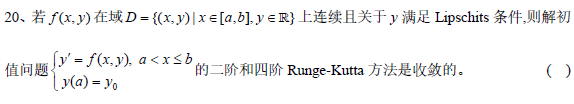 20、若 f(x, y) 在域 D = {(x, y) | x ∈ [a, b], y ∈ ℝ} 上连续且关于 y 满足 Lipschits 条件,则解初
值问题 { y′ = f(x, y), a < x ≤ b
y(a) = y₀ 的二阶和四阶 Runge-Kutta 方法是收敛的。 ( )